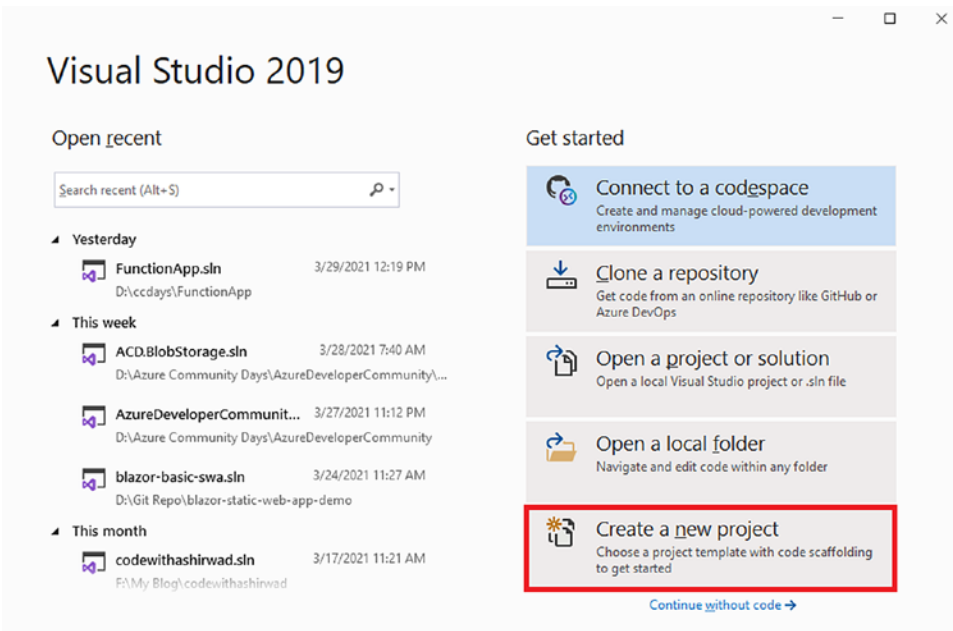 Visual Studio 2019
Open recent
Search recent (Alt+S)
Yesterday
FunctionApp.sln 3/29/2021 12:19 PM
D:\ccdays\FunctionApp
This week
ACD.BlobStorage.sln 3/28/2021 7:40 AM
D:\Azure Community Days\AzureDeveloperCommunity\...
AzureDeveloperCommunit... 3/27/2021 11:12 PM
D:\Azure Community Days\AzureDeveloperCommunity
blazor-basic-swa.sln 3/24/2021 11:27 AM
D:\Git Repo\blazor-static-web-app-demo
This month
codewithashirwad.sln 3/17/2021 11:21 AM
F:\My Blog\codewithashirwad
Get started
Connect to a codespace
Create and manage cloud-powered development
environments
Clone a repository
Get code from an online repository like GitHub or
Azure DevOps
Open a project or solution
Open a local Visual Studio project or .sln file
Open a local folder
Navigate and edit code within any folder
Create a new project
Choose a project template with code scaffolding
to get started
Continue without code →